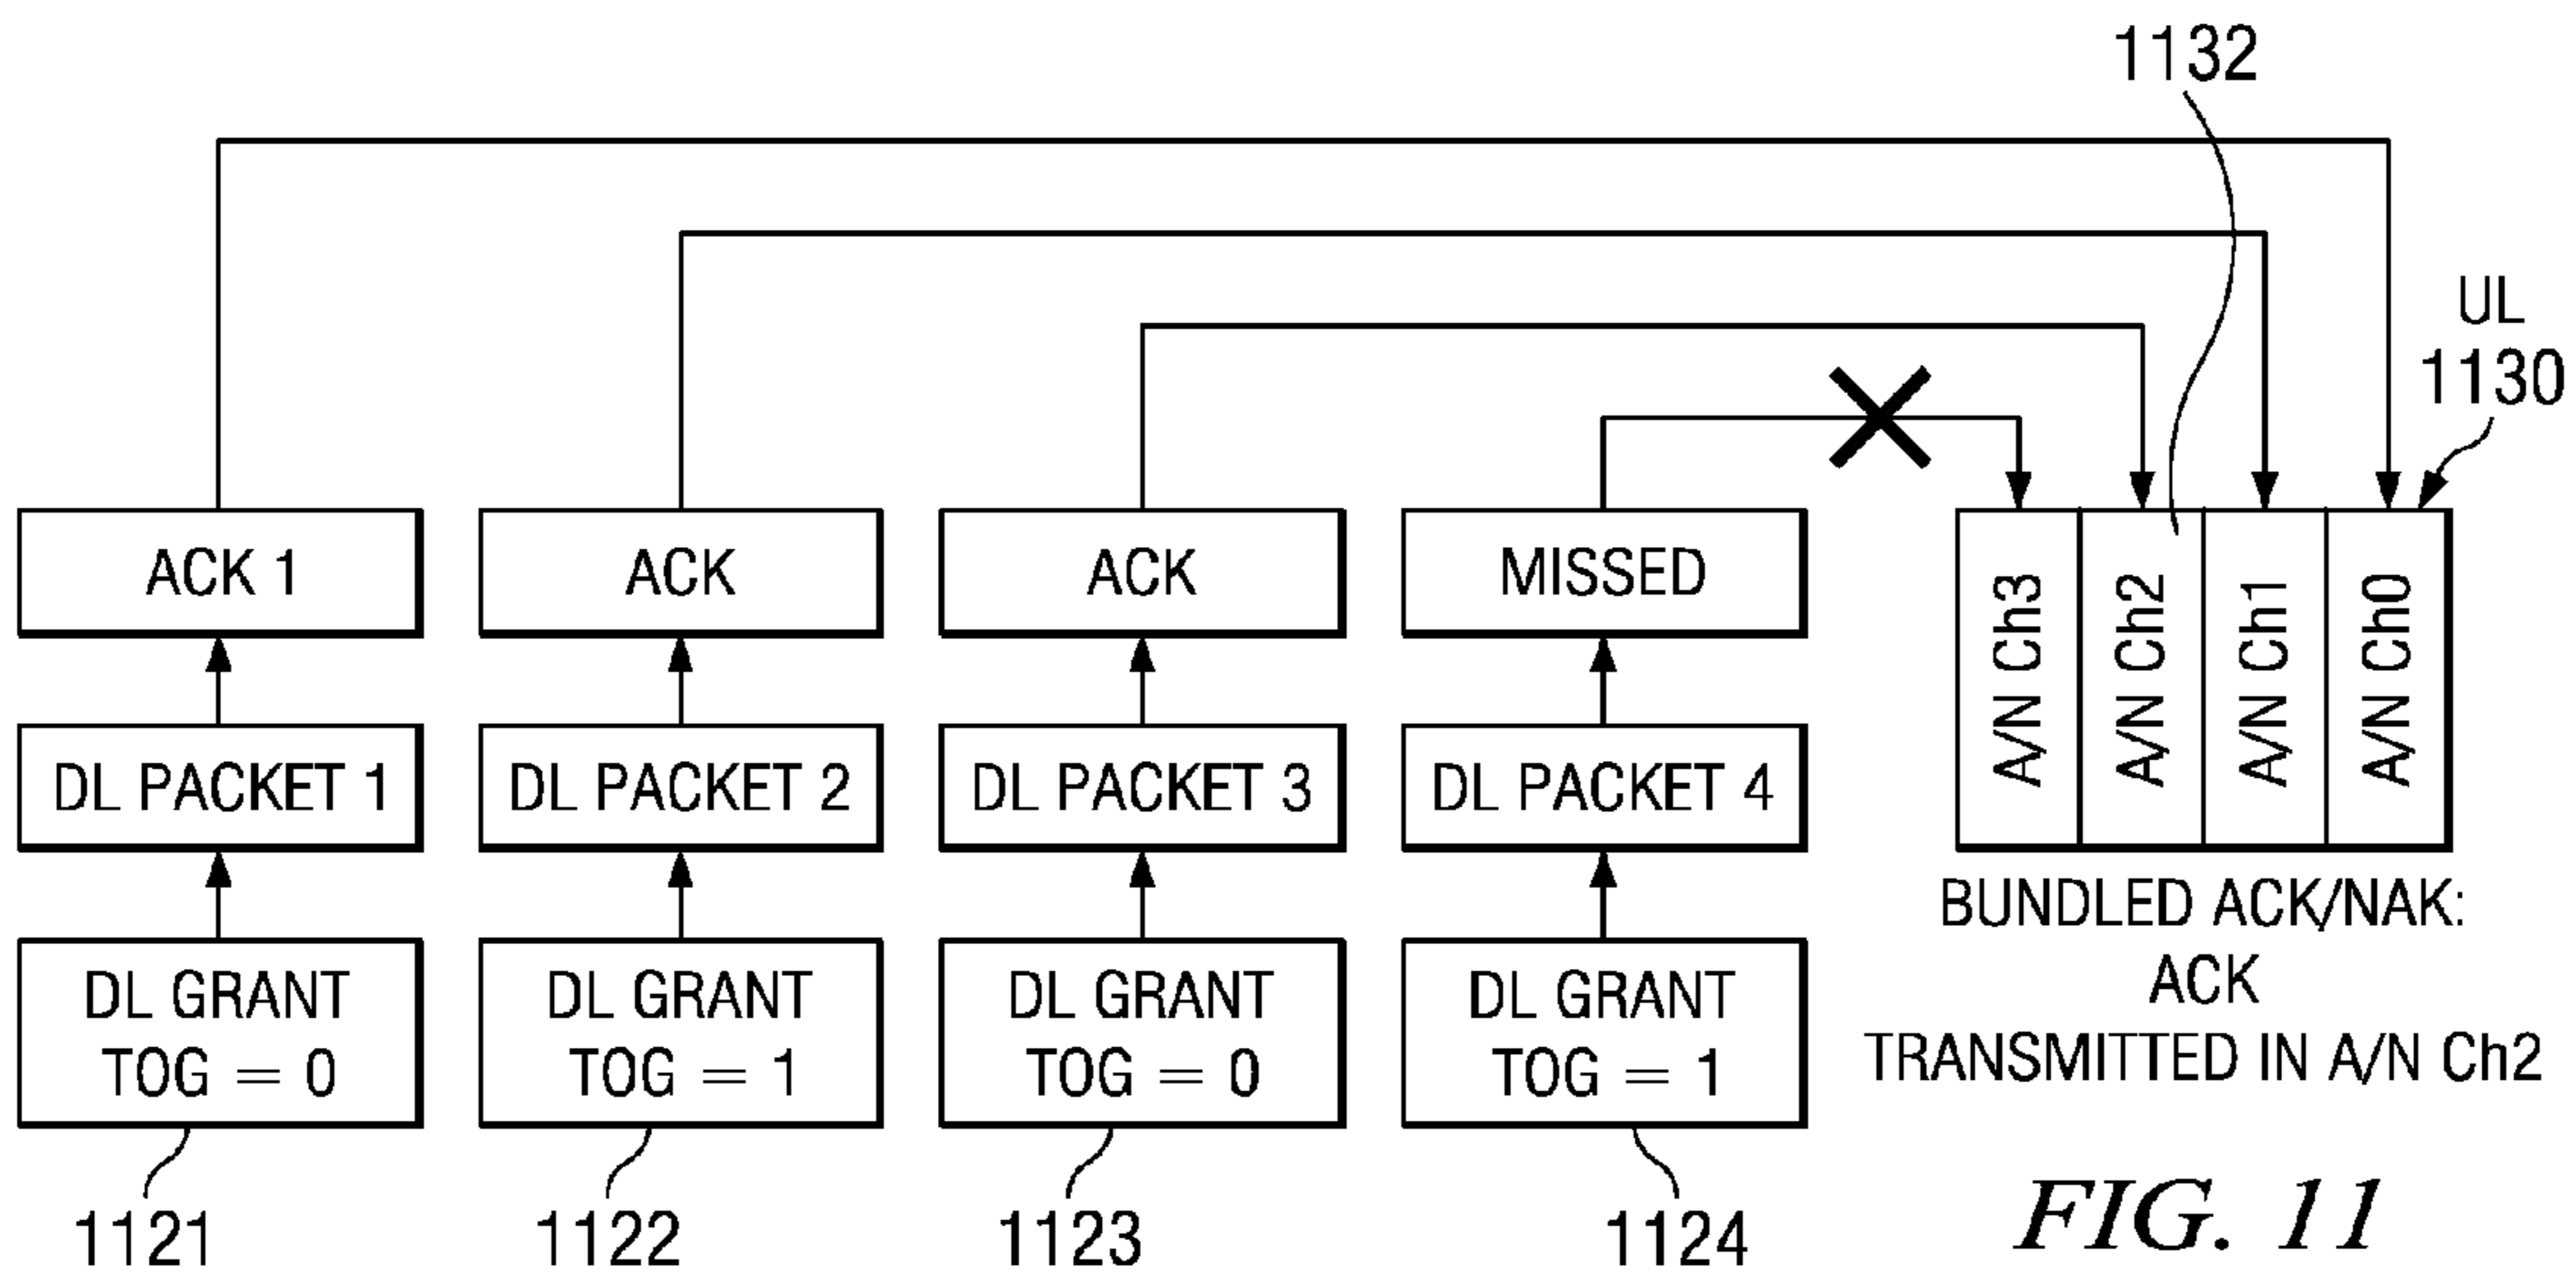 1132
UL
1130
ACK 1
ACK
ACK
MISSED
A/N Ch3
A/N Ch2
A/N Ch1
A/N Ch0
DL PACKET 1
DL PACKET 2
DL PACKET 3
DL PACKET 4
BUNDLED ACK/NAK:
ACK
TRANSMITTED IN A/N Ch2
DL GRANT
TOG = 0
DL GRANT
TOG = 1
DL GRANT
TOG = 0
DL GRANT
TOG = 1
1121
1122
1123
1124
FIG. 11